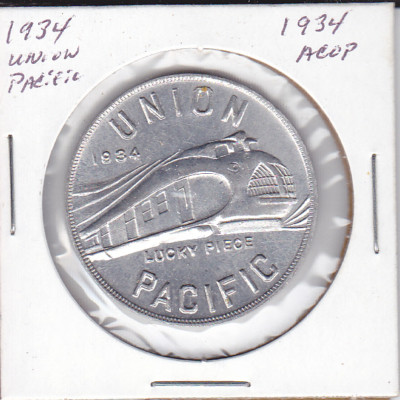 1934
UNION
PACIFIC
1934
ACOP
UNION
1934
LUCKY PIECE
PACIFIC